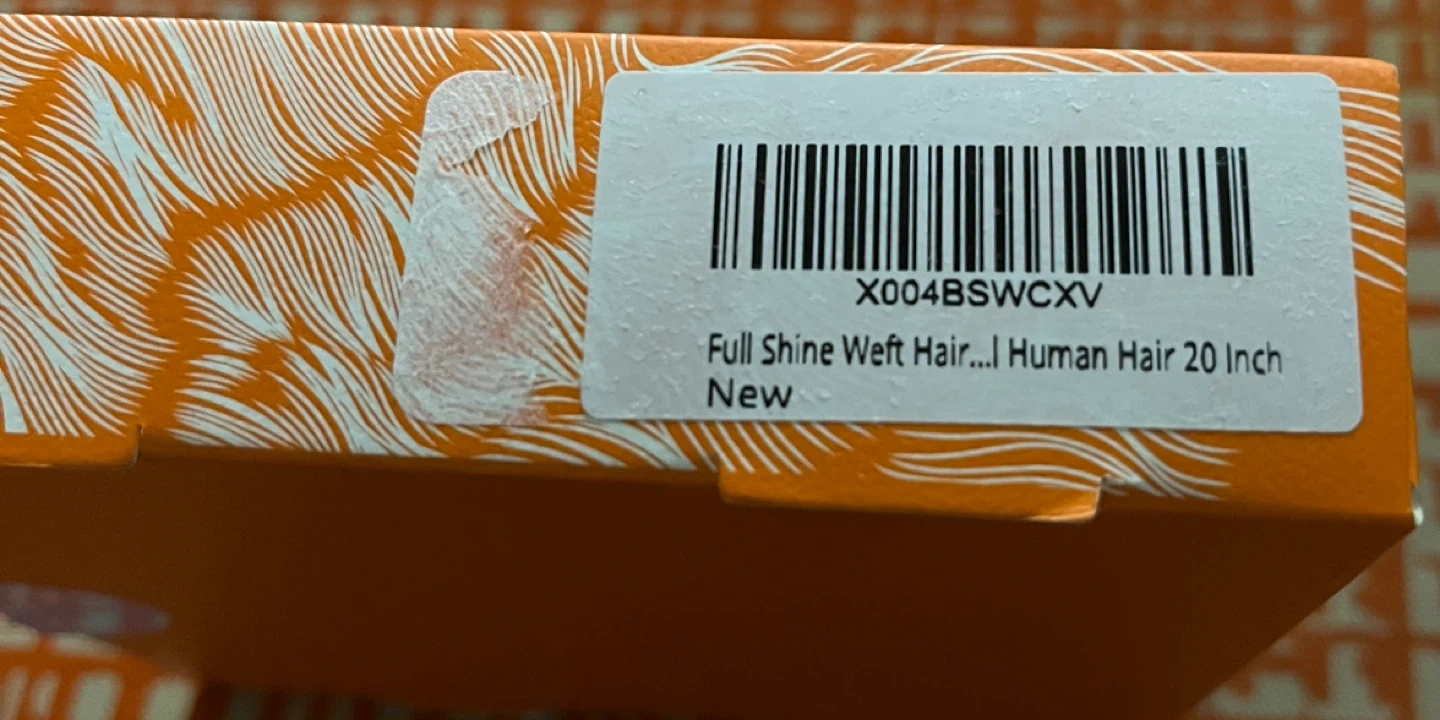 X004BSWCXV
Full Shine Weft Hair...l Human Hair 20 Inch
New